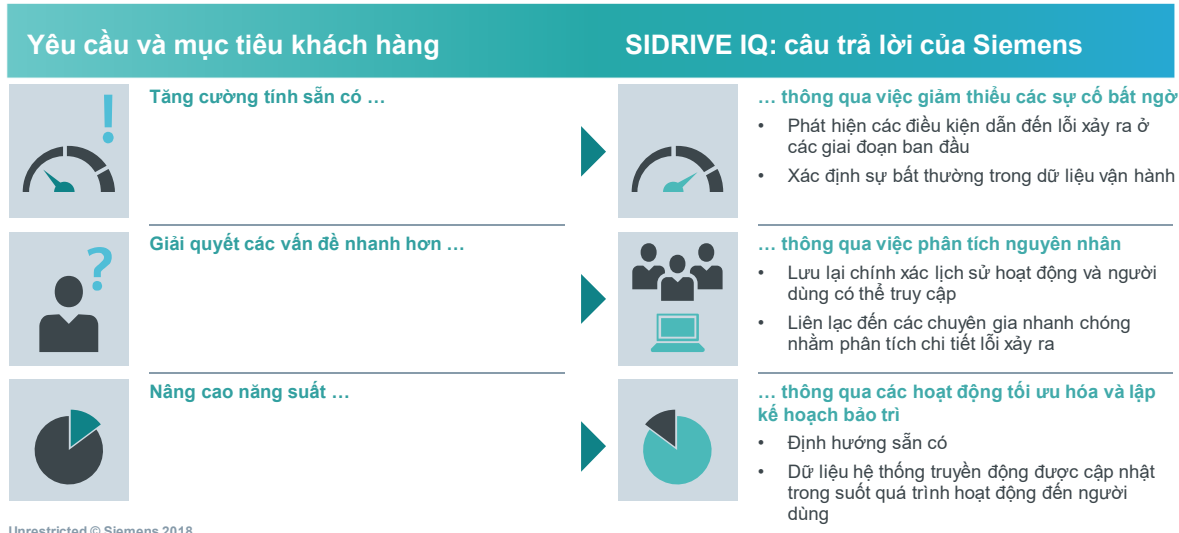 Yêu cầu và mục tiêu khách hàng
SIDRIVE IQ: câu trả lời của Siemens
!
Tăng cường tính sẵn có …
… thông qua việc giảm thiểu các sự cố bất ngờ
• Phát hiện các điều kiện dẫn đến lỗi xảy ra ở
các giai đoạn ban đầu
• Xác định sự bất thường trong dữ liệu vận hành
?
Giải quyết các vấn đề nhanh hơn …
… thông qua việc phân tích nguyên nhân
• Lưu lại chính xác lịch sử hoạt động và người
dùng có thể truy cập
• Liên lạc đến các chuyên gia nhanh chóng
nhằm phân tích chi tiết lỗi xảy ra
Nâng cao năng suất …
… thông qua các hoạt động tối ưu hóa và lập
kế hoạch bảo trì
• Định hướng sẵn có
• Dữ liệu hệ thống truyền động được cập nhật
trong suốt quá trình hoạt động đến người
dùng
Unrestricted © Siemens 2018